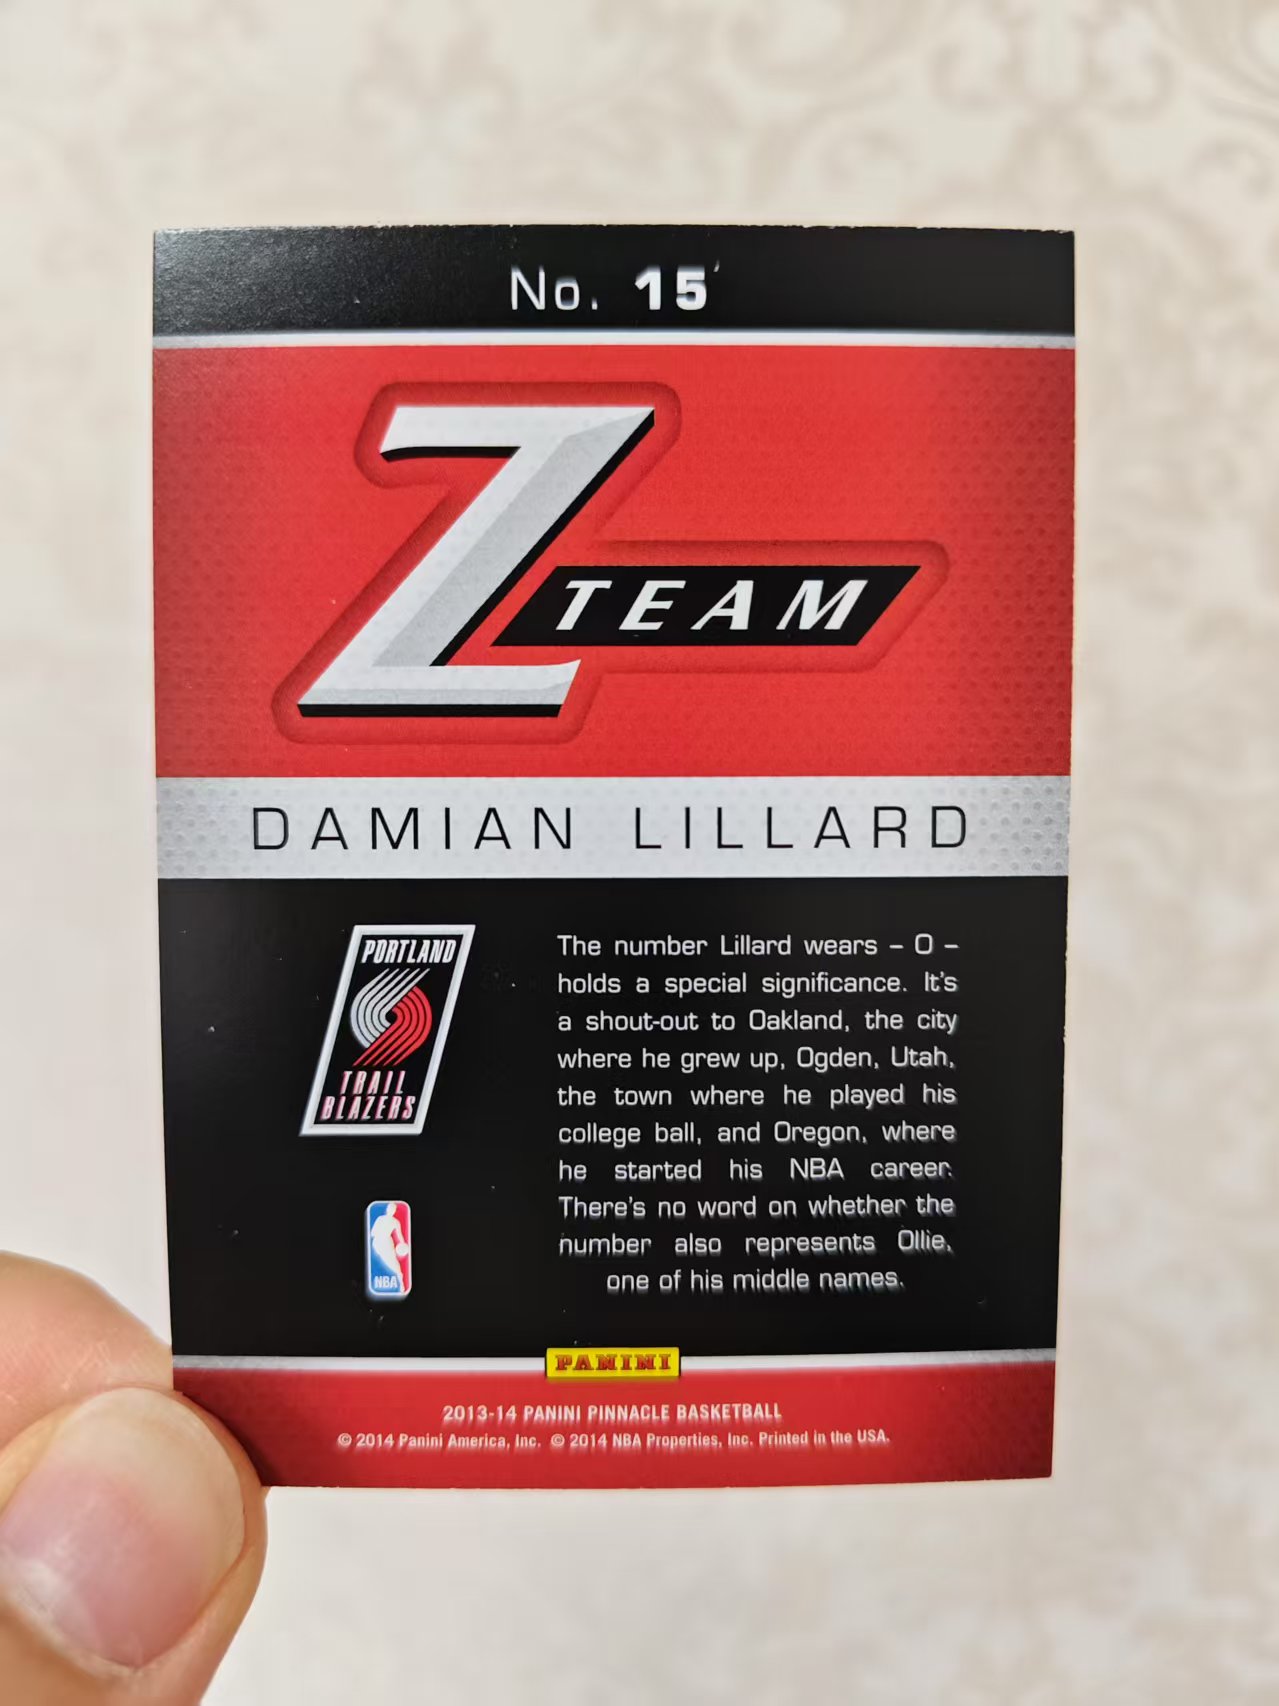 No. 15
Z TEAM
DAMIAN LILLARD
PORTLAND
TRAIL
BLAZERS
NBA
The number Lillard wears – O –
holds a special significance. It's
a shout-out to Oakland, the city
where he grew up, Ogden, Utah,
the town where he played his
college ball, and Oregon, where
he started his NBA career.
There's no word on whether the
number also represents Ollie,
one of his middle names.
PANINI
2013-14 PANINI PINNACLE BASKETBALL
© 2014 Panini America, Inc. © 2014 NBA Properties, Inc. Printed in the USA.